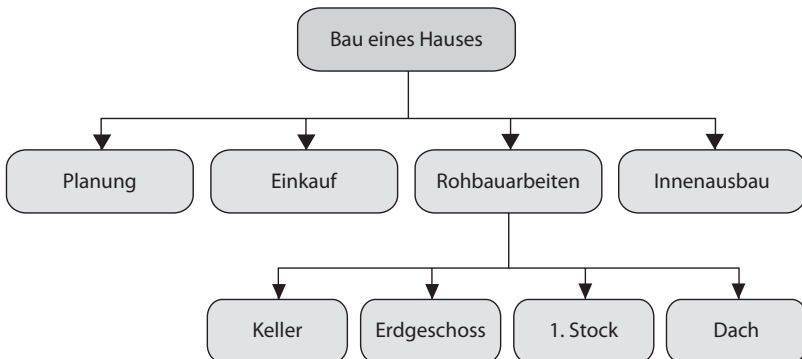 Bau eines Hauses
Planung
Einkauf
Rohbauarbeiten
Innenausbau
Keller
Erdgeschoss
1. Stock
Dach